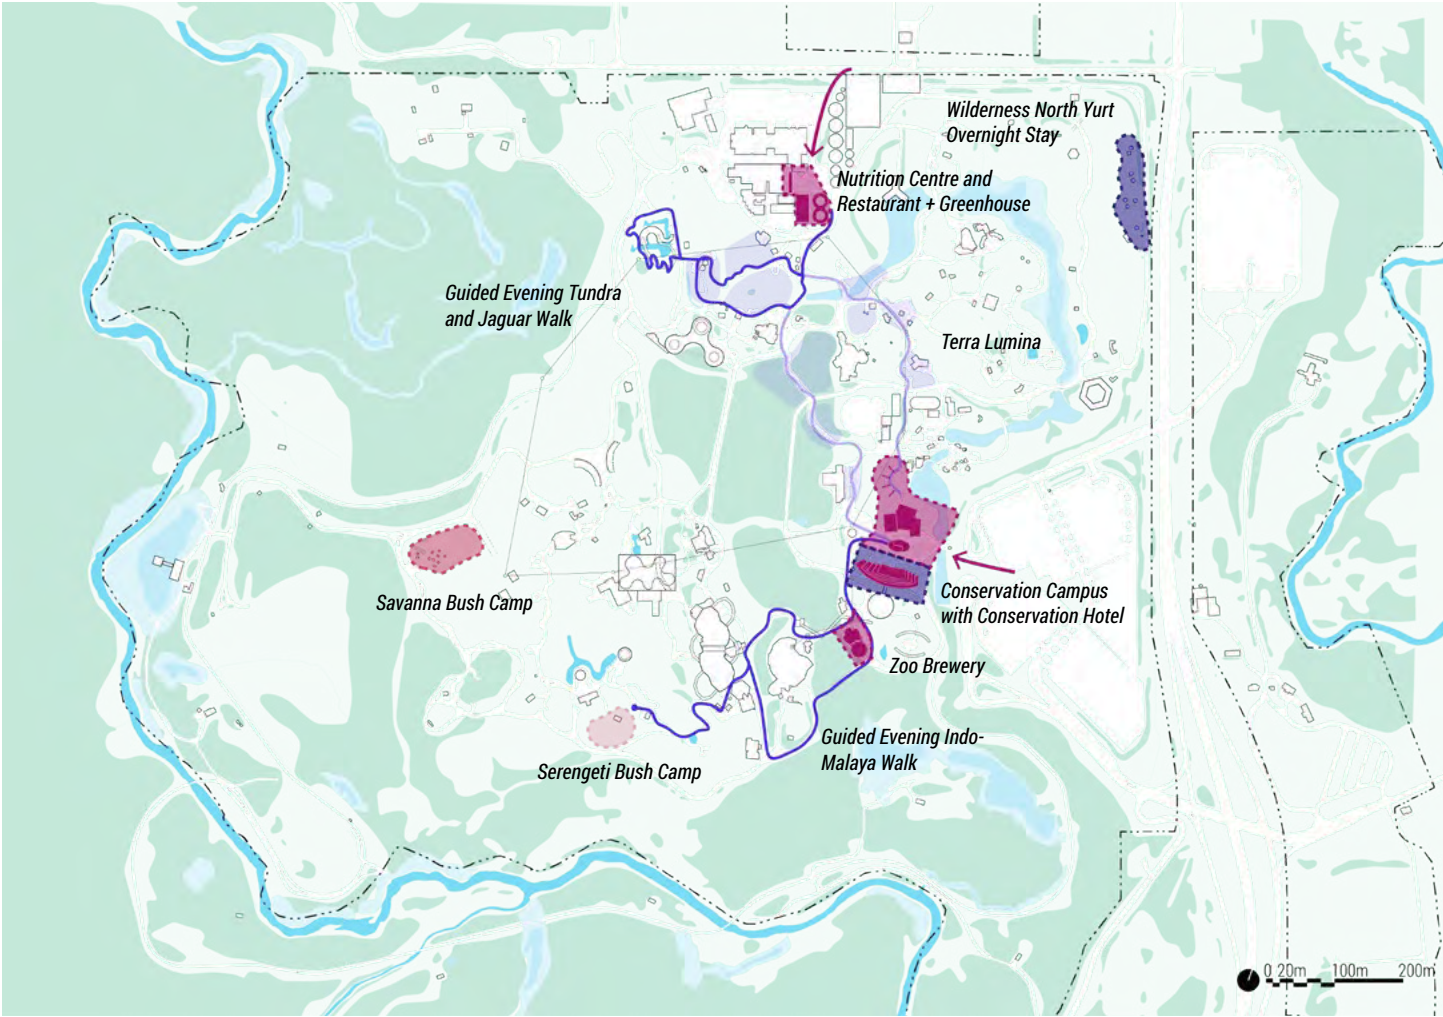 Wilderness North Yurt
Overnight Stay
Nutrition Centre and
Restaurant + Greenhouse
Guided Evening Tundra
and Jaguar Walk
Terra Lumina
Savanna Bush Camp
Conservation Campus
with Conservation Hotel
Zoo Brewery
Guided Evening Indo-
Malaya Walk
Serengeti Bush Camp
0 20m 100m 200m